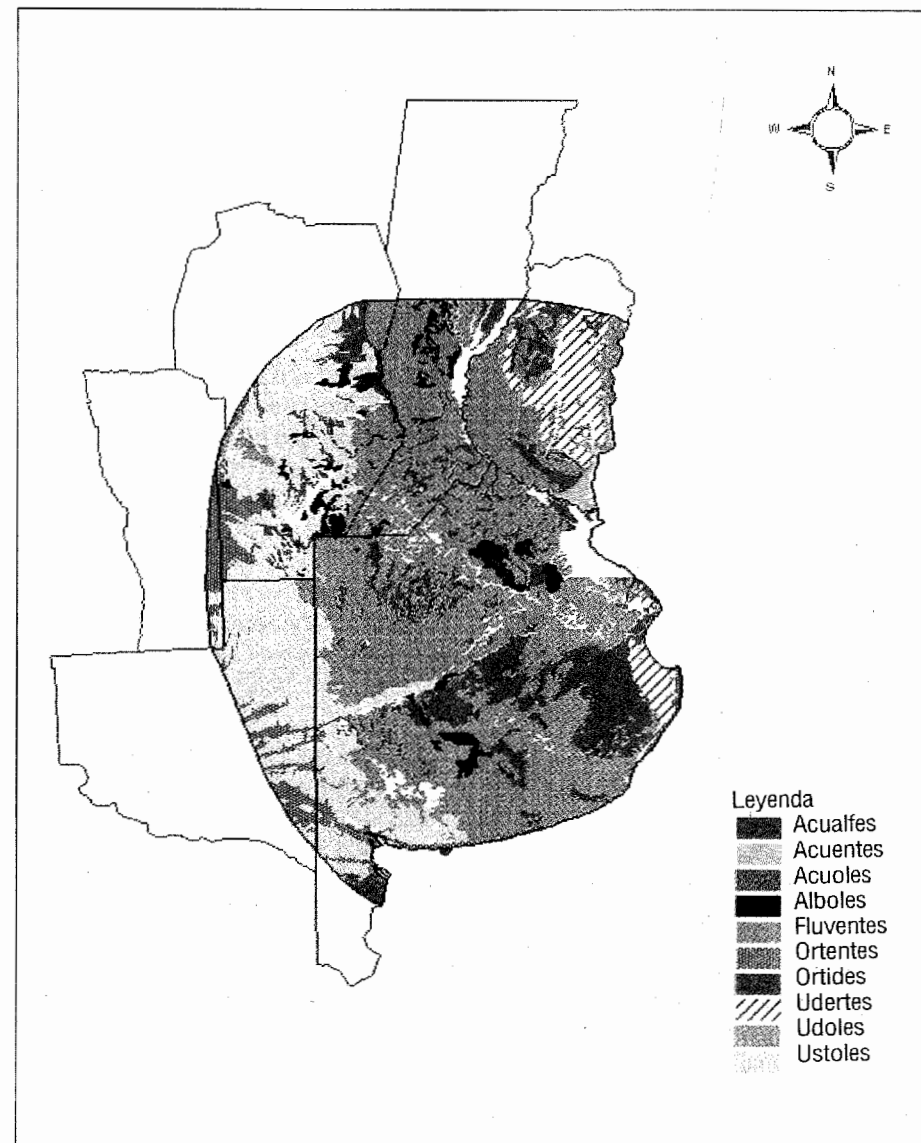 N
W E
S
Leyenda
Acualfes
Acuentes
Acuoles
Alboles
Fluventes
Ortentes
Ortides
Udertes
Udoles
Ustoles